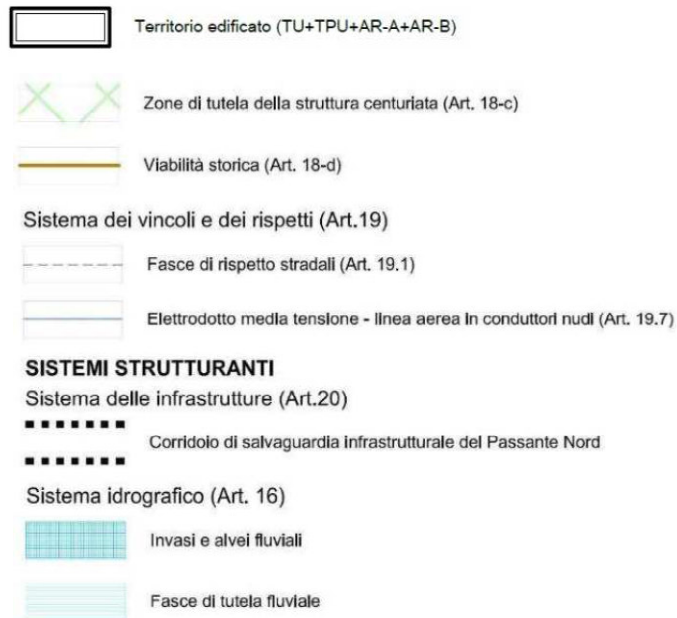 Territorio edificato (TU+TPU+AR-A+AR-B)
Zone di tutela della struttura centuriata (Art. 18-c)
Viabilità storica (Art. 18-d)
Sistema dei vincoli e dei rispetti (Art.19)
Fasce di rispetto stradali (Art. 19.1)
Elettrodotto media tensione - linea aerea in conduttori nudi (Art. 19.7)
SISTEMI STRUTTURANTI
Sistema delle infrastrutture (Art.20)
Corridoio di salvaguardia infrastrutturale del Passante Nord
Sistema idrografico (Art. 16)
Invasi e alvei fluviali
Fasce di tutela fluviale